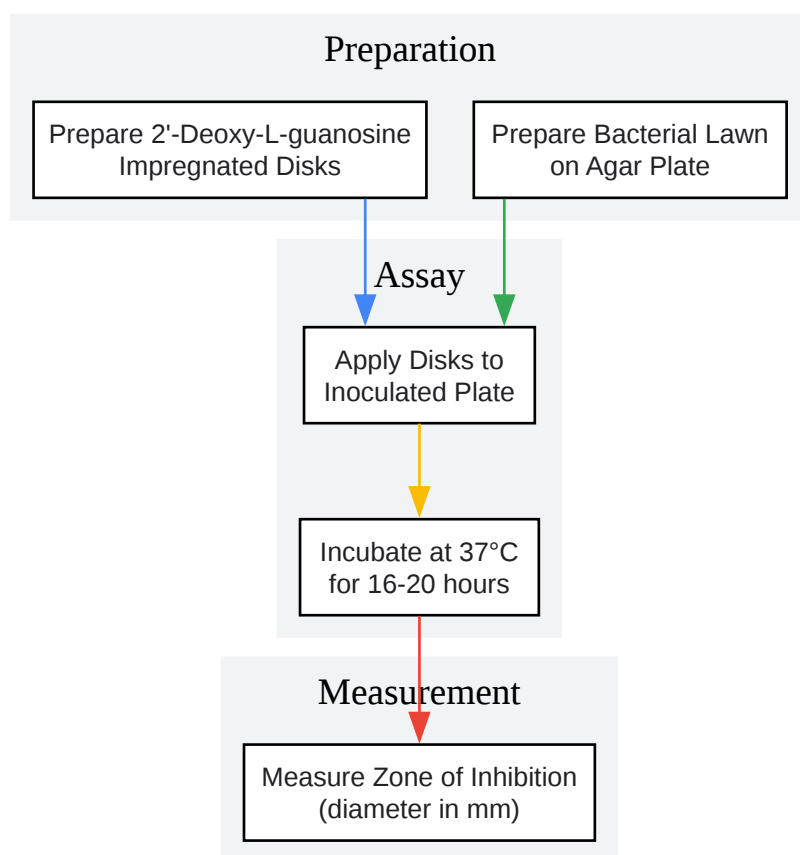 Preparation
Prepare 2'-Deoxy-L-guanosine
Impregnated Disks
Prepare Bacterial Lawn
on Agar Plate
Assay
Apply Disks to
Inoculated Plate
Incubate at 37°C
for 16-20 hours
Measurement
Measure Zone of Inhibition
(diameter in mm)